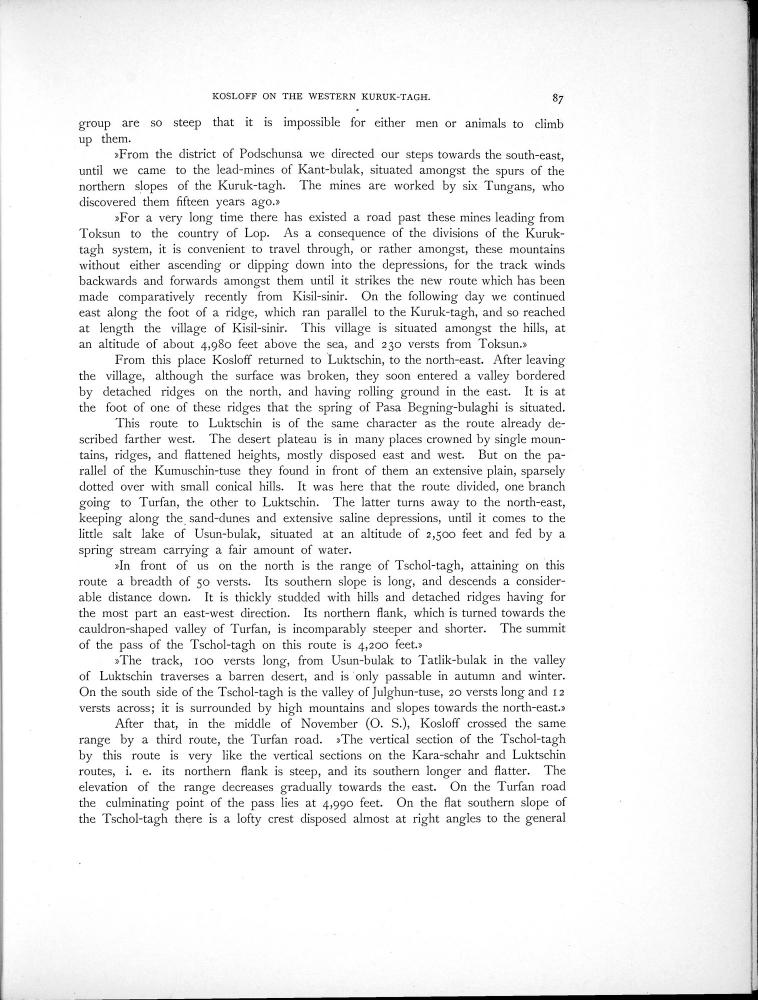 KOSLOFF ON THE WESTERN KURUK-TAGH. 87
group are so steep that it is impossible for either men or animals to climb
up them.
»From the district of Podschunsa we directed our steps towards the south-east,
until we came to the lead-mines of Kant-bulak, situated amongst the spurs of the
northern slopes of the Kuruk-tagh. The mines are worked by six Tungans, who
discovered them fifteen years ago.»
»For a very long time there has existed a road past these mines leading from
Toksun to the country of Lop. As a consequence of the divisions of the Kuruk-
tagh system, it is convenient to travel through, or rather amongst, these mountains
without either ascending or dipping down into the depressions, for the track winds
backwards and forwards amongst them until it strikes the new route which has been
made comparatively recently from Kisil-sinir. On the following day we continued
east along the foot of a ridge, which ran parallel to the Kuruk-tagh, and so reached
at length the village of Kisil-sinir. This village is situated amongst the hills, at
an altitude of about 4,980 feet above the sea, and 230 versts from Toksun.»
From this place Kosloff returned to Luktschin, to the north-east. After leaving
the village, although the surface was broken, they soon entered a valley bordered
by detached ridges on the north, and having rolling ground in the east. It is at
the foot of one of these ridges that the spring of Pasa Begning-bulaghi is situated.
This route to Luktschin is of the same character as the route already de-
scribed farther west. The desert plateau is in many places crowned by single moun-
tains, ridges, and flattened heights, mostly disposed east and west. But on the pa-
rallel of the Kumuschin-tuse they found in front of them an extensive plain, sparsely
dotted over with small conical hills. It was here that the route divided, one branch
going to Turfan, the other to Luktschin. The latter turns away to the north-east,
keeping along the sand-dunes and extensive saline depressions, until it comes to the
little salt lake of Usun-bulak, situated at an altitude of 2,500 feet and fed by a
spring stream carrying a fair amount of water.
»In front of us on the north is the range of Tschol-tagh, attaining on this
route a breadth of 50 versts. Its southern slope is long, and descends a consider-
able distance down. It is thickly studded with hills and detached ridges having for
the most part an east-west direction. Its northern flank, which is turned towards the
cauldron-shaped valley of Turfan, is incomparably steeper and shorter. The summit
of the pass of the Tschol-tagh on this route is 4,200 feet.»
»The track, 100 versts long, from Usun-bulak to Tatlik-bulak in the valley
of Luktschin traverses a barren desert, and is only passable in autumn and winter.
On the south side of the Tschol-tagh is the valley of Julghun-tuse, 20 versts long and 12
versts across; it is surrounded by high mountains and slopes towards the north-east.»
After that, in the middle of November (O. S.), Kosloff crossed the same
range by a third route, the Turfan road. »The vertical section of the Tschol-tagh
by this route is very like the vertical sections on the Kara-schahr and Luktschin
routes, i. e. its northern flank is steep, and its southern longer and flatter. The
elevation of the range decreases gradually towards the east. On the Turfan road
the culminating point of the pass lies at 4,990 feet. On the flat southern slope of
the Tschol-tagh there is a lofty crest disposed almost at right angles to the general